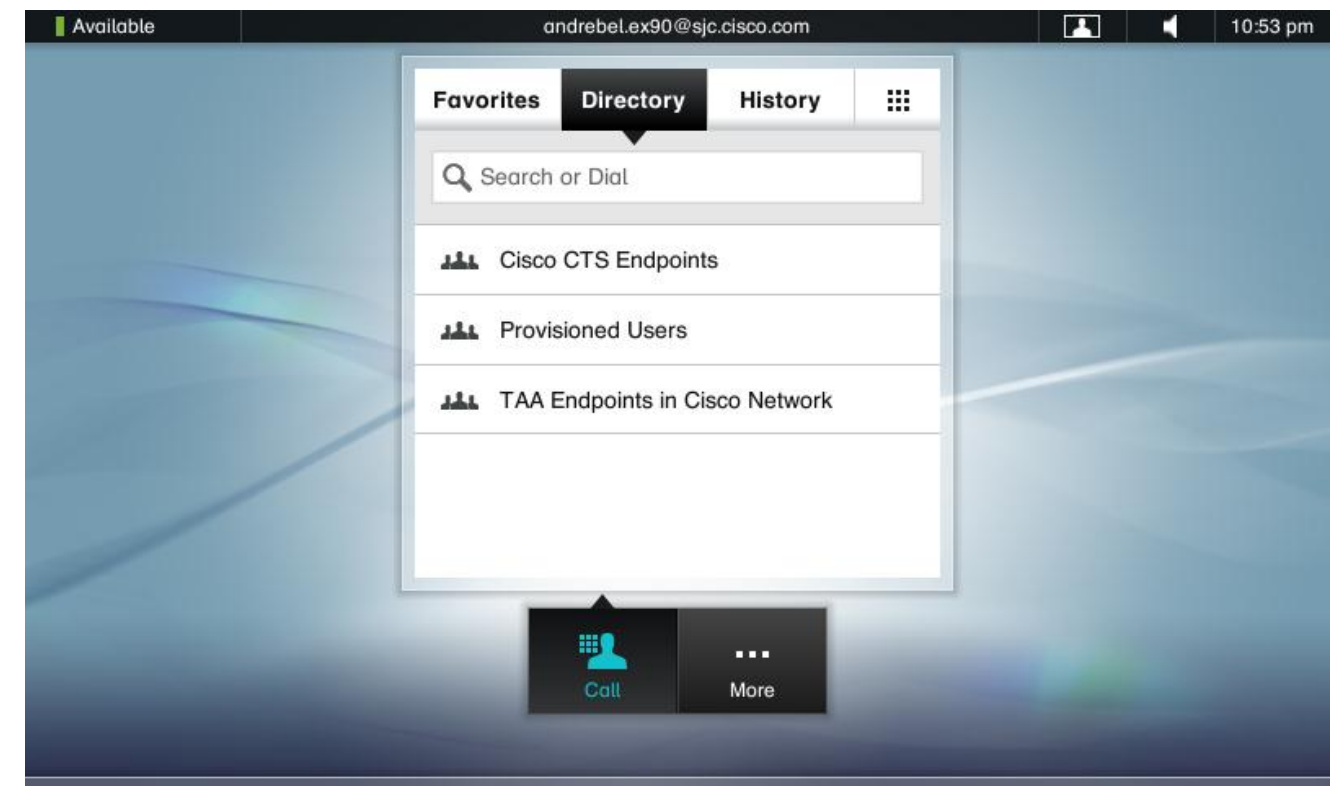 Available
andrebel.ex90@sjc.cisco.com
10:53 pm
Favorites
Directory
History
Search or Dial
Cisco CTS Endpoints
Provisioned Users
TAA Endpoints in Cisco Network
Call
More